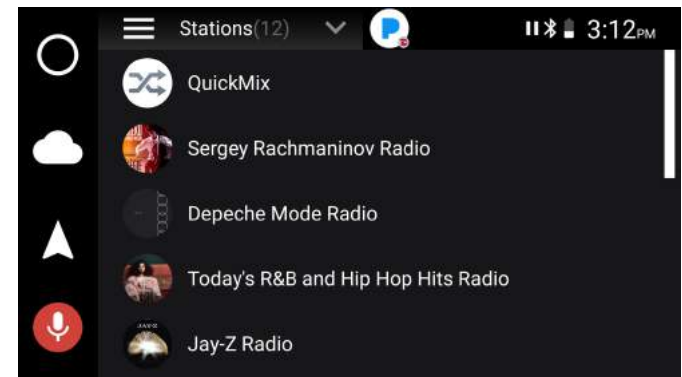 Stations(12)
3:12PM
QuickMix
Sergey Rachmaninov Radio
Depeche Mode Radio
Today's R&B and Hip Hop Hits Radio
JAY-Z
Jay-Z Radio